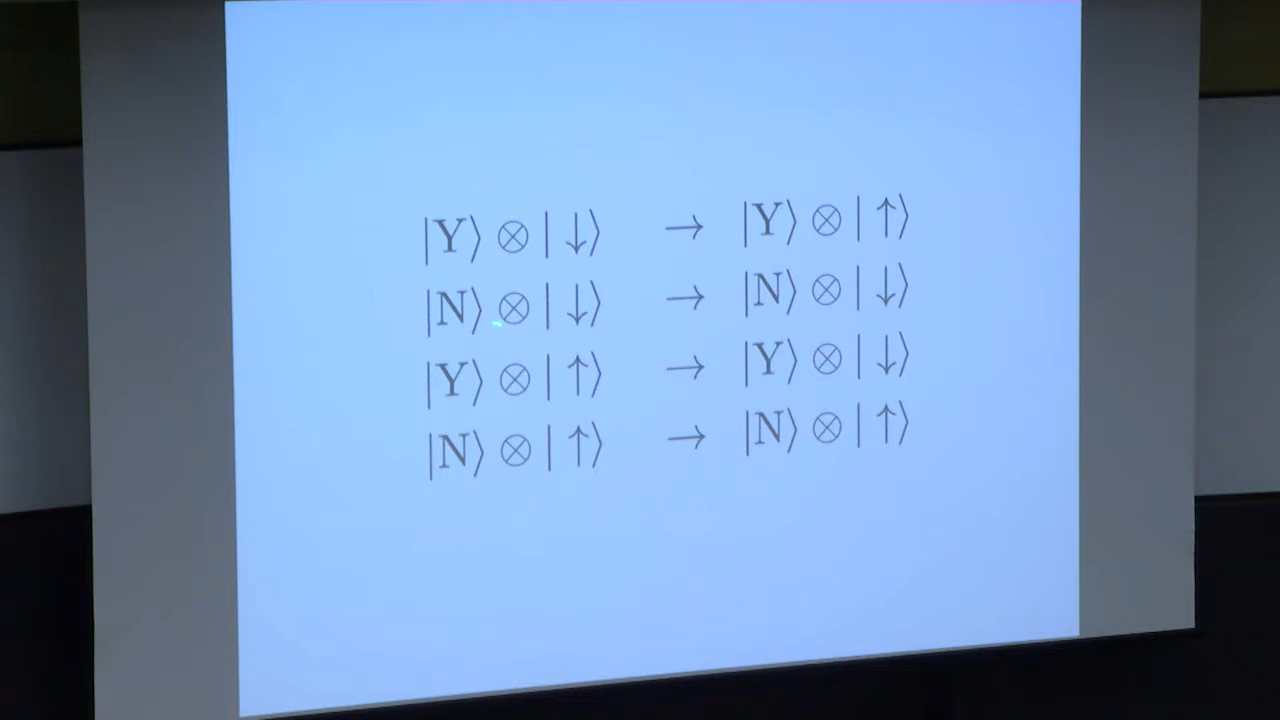 |Y⟩ ⊗ | ↓⟩ → |Y⟩ ⊗ | ↑⟩
|N⟩ ⊗ | ↓⟩ → |N⟩ ⊗ | ↓⟩
|Y⟩ ⊗ | ↑⟩ → |Y⟩ ⊗ | ↓⟩
|N⟩ ⊗ | ↑⟩ → |N⟩ ⊗ | ↑⟩